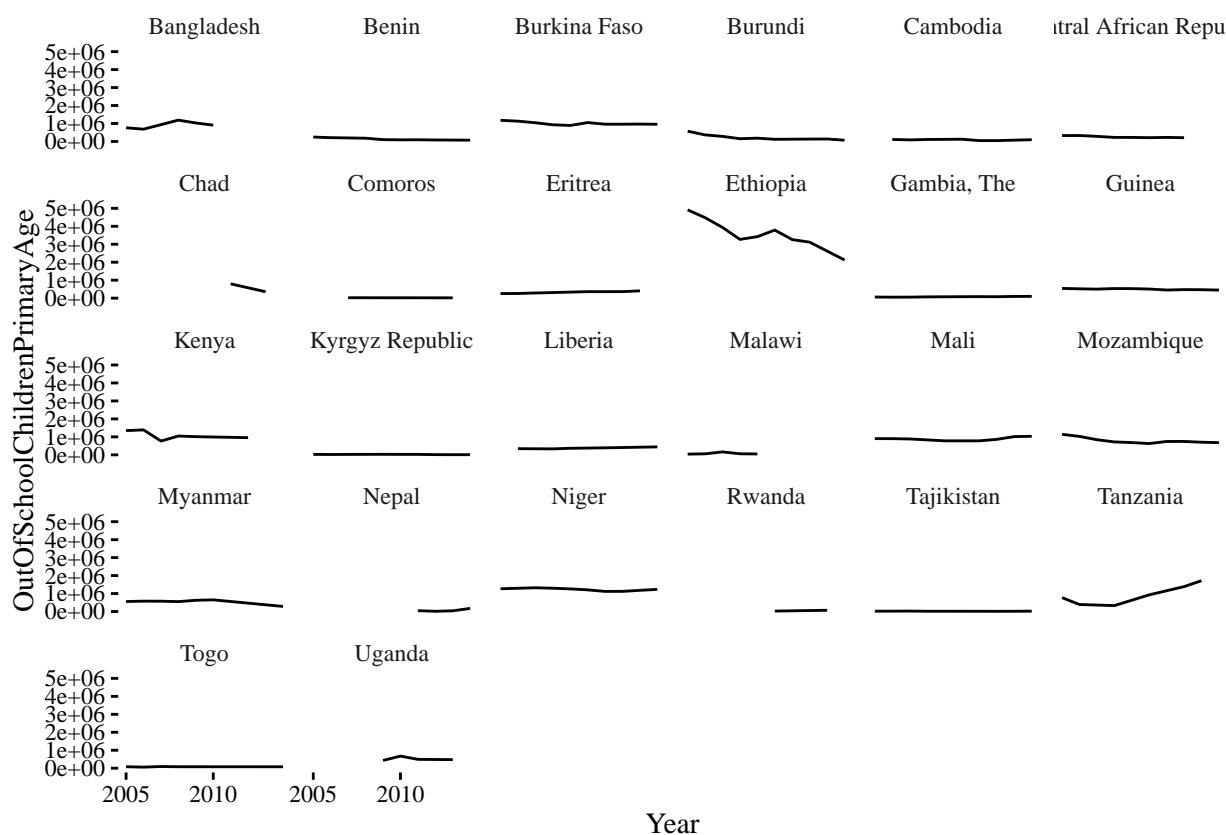 Bangladesh Benin Burkina Faso Burundi Cambodia ntral African Repu
5e+06
4e+06
3e+06
2e+06
1e+06
0e+00
Chad Comoros Eritrea Ethiopia Gambia, The Guinea
5e+06
4e+06
3e+06
2e+06
1e+06
0e+00
Kenya Kyrgyz Republic Liberia Malawi Mali Mozambique
5e+06
4e+06
3e+06
2e+06
1e+06
0e+00
Myanmar Nepal Niger Rwanda Tajikistan Tanzania
5e+06
4e+06
3e+06
2e+06
1e+06
0e+00
Togo Uganda
5e+06
4e+06
3e+06
2e+06
1e+06
0e+00
2005 2010 2005 2010
Year
OutOfSchoolChildrenPrimaryAge